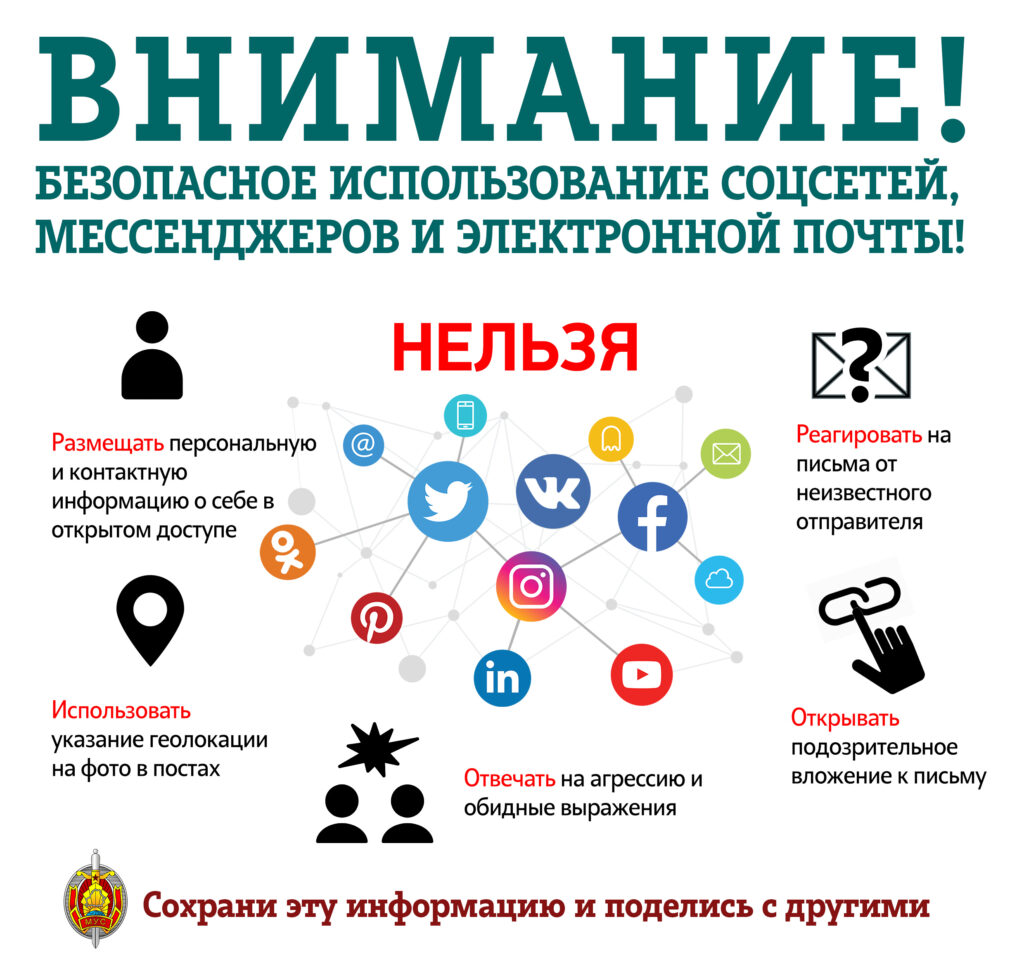 ВНИМАНИЕ!
БЕЗОПАСНОЕ ИСПОЛЬЗОВАНИЕ СОЦСЕТЕЙ,
МЕССЕНДЖЕРОВ И ЭЛЕКТРОННОЙ ПОЧТЫ!
НЕЛЬЗЯ
Размещать персональную
и контактную
информацию о себе в
открытом доступе
Реагировать на
письма от
неизвестного
отправителя
Использовать
указание геолокации
на фото в постах
Отвечать на агрессию и
обидные выражения
Открывать
подозрительное
вложение к письму
in
МУС
Сохрани эту информацию и поделись с другими